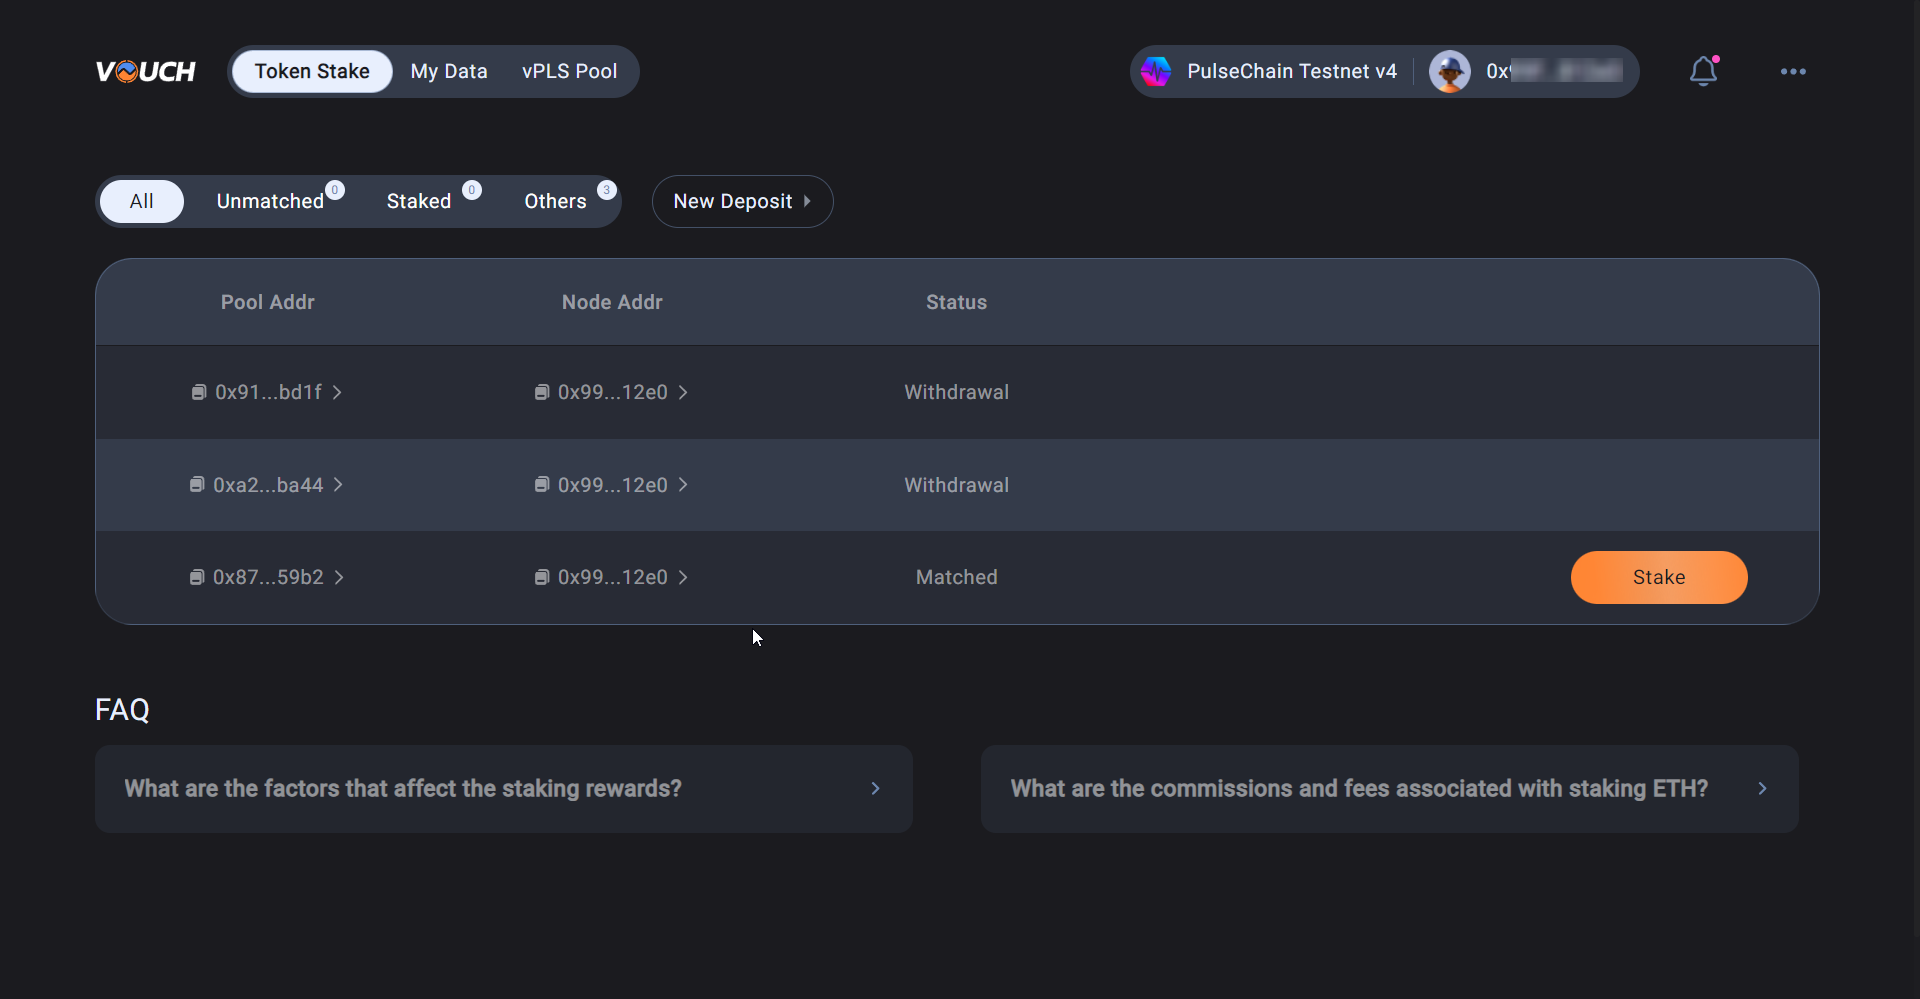 VOUCH Token Stake My Data vPLS Pool PulseChain Testnet v4
All Unmatched 0 Staked 0 Others 3 New Deposit
Pool Addr Node Addr Status
0x91...bd1f 0x99...12e0 Withdrawal
0xa2...ba44 0x99...12e0 Withdrawal
0x87...59b2 0x99...12e0 Matched Stake
FAQ
What are the factors that affect the staking rewards? What are the commissions and fees associated with staking ETH?